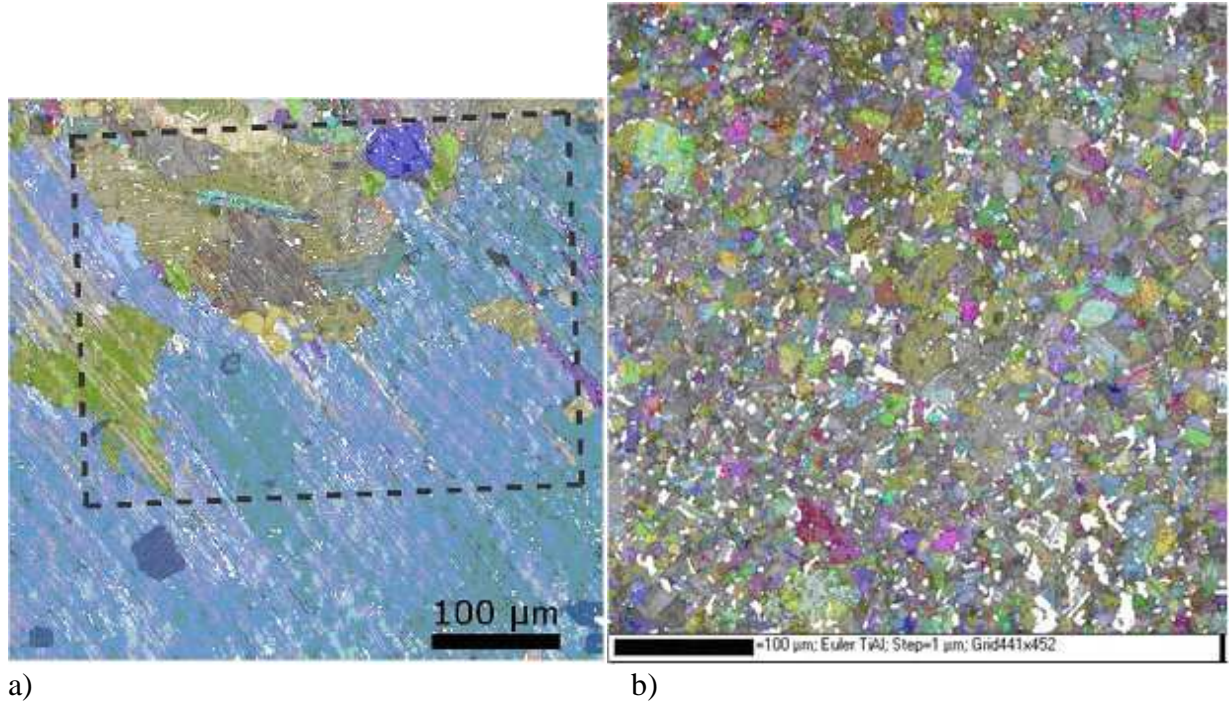 100 µm
=100 µm; Euler TiAl; Step=1 µm; Grid441x452
a)
b)